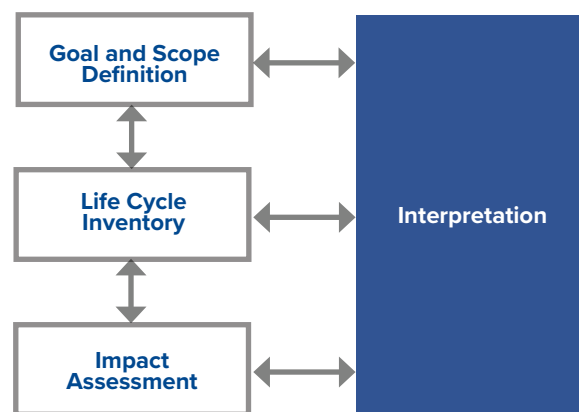 Goal and Scope
Definition
Life Cycle
Inventory
Interpretation
Impact
Assessment